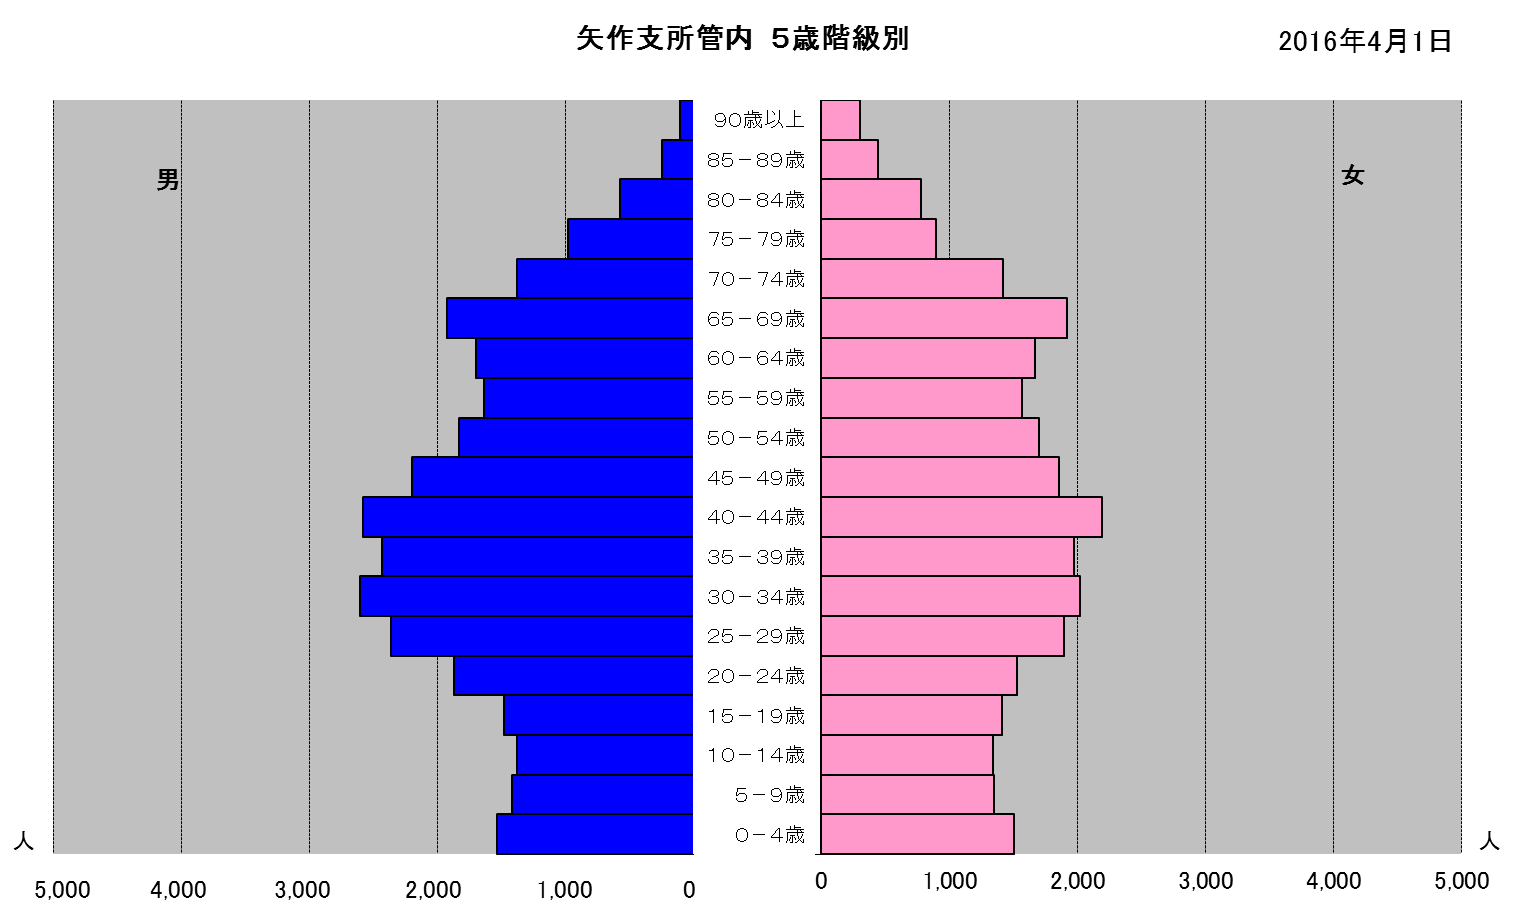 矢作支所管内 ５歳階級別
2016年4月1日
男
女
９０歳以上
８５－８９歳
８０－８４歳
７５－７９歳
７０－７４歳
６５－６９歳
６０－６４歳
５５－５９歳
５０－５４歳
４５－４９歳
４０－４４歳
３５－３９歳
３０－３４歳
２５－２９歳
２０－２４歳
１５－１９歳
１０－１４歳
５－９歳
０－４歳
人
人
5,000 4,000 3,000 2,000 1,000 0
0 1,000 2,000 3,000 4,000 5,000